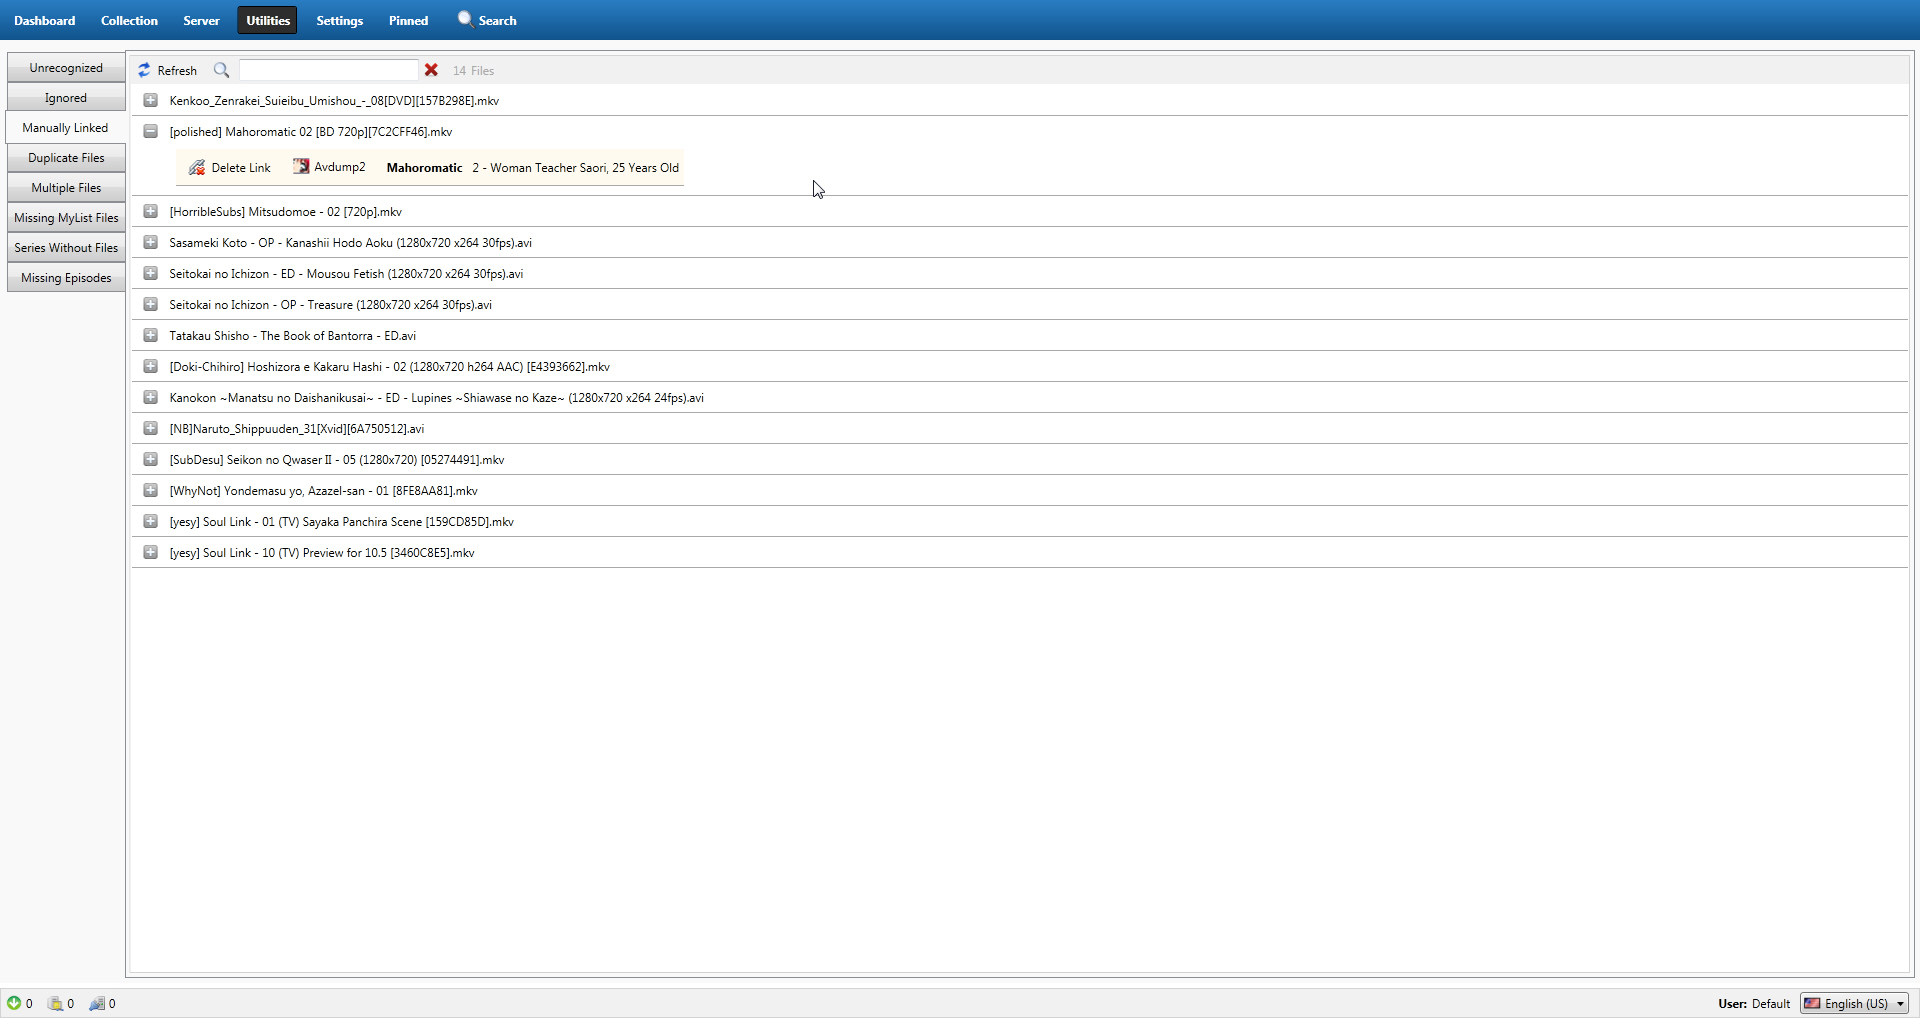 Dashboard Collection Server Utilities Settings Pinned Search
Unrecognized
Ignored
Manually Linked
Duplicate Files
Multiple Files
Missing MyList Files
Series Without Files
Missing Episodes
Refresh 14 Files
Kenkoo_Zenrakei_Suieibu_Umishou_-_08[DVD][157B298E].mkv
[polished] Mahoromatic 02 [BD 720p][7C2CFF46].mkv
Delete Link Avdump2 Mahoromatic 2 - Woman Teacher Saori, 25 Years Old
[HorribleSubs] Mitsudomoe - 02 [720p].mkv
Sasameki Koto - OP - Kanashii Hodo Aoku (1280x720 x264 30fps).avi
Seitokai no Ichizon - ED - Mousou Fetish (1280x720 x264 30fps).avi
Seitokai no Ichizon - OP - Treasure (1280x720 x264 30fps).avi
Tatakau Shisho - The Book of Bantorra - ED.avi
[Doki-Chihiro] Hoshizora e Kakaru Hashi - 02 (1280x720 h264 AAC) [E4393662].mkv
Kanokon ~Manatsu no Daishanikusai~ - ED - Lupines ~Shiawase no Kaze~ (1280x720 x264 24fps).avi
[NB]Naruto_Shippuuden_31[Xvid][6A750512].avi
[SubDesu] Seikon no Qwaser II - 05 (1280x720) [05274491].mkv
[WhyNot] Yondemasu yo, Azazel-san - 01 [8FE8AA81].mkv
[yesy] Soul Link - 01 (TV) Sayaka Panchira Scene [159CD85D].mkv
[yesy] Soul Link - 10 (TV) Preview for 10.5 [3460C8E5].mkv
0 0 0 User: Default English (US)